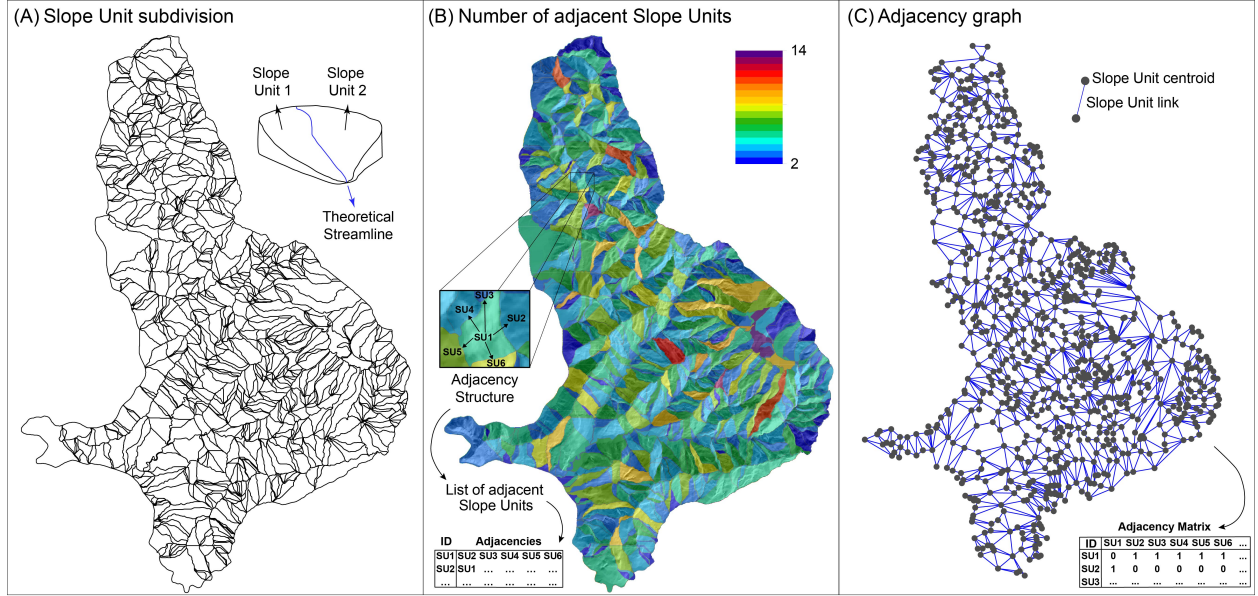 (A) Slope Unit subdivision
Slope
Unit 1
Slope
Unit 2
Theoretical
Streamline
(B) Number of adjacent Slope Units
14
2
SU3
SU4
SU2
SU1
SU5
SU6
Adjacency
Structure
List of adjacent
Slope Units
ID Adjacencies
SU1 SU2 SU3 SU4 SU5 SU6
SU2 SU1 ... ... ... ...
... ... ... ... ... ...
(C) Adjacency graph
Slope Unit centroid
Slope Unit link
Adjacency Matrix
ID SU1 SU2 SU3 SU4 SU5 SU6 ...
SU1 0 1 1 1 1 1 ...
SU2 1 0 0 0 0 0 ...
SU3 ... ... ... ... ... ... ...